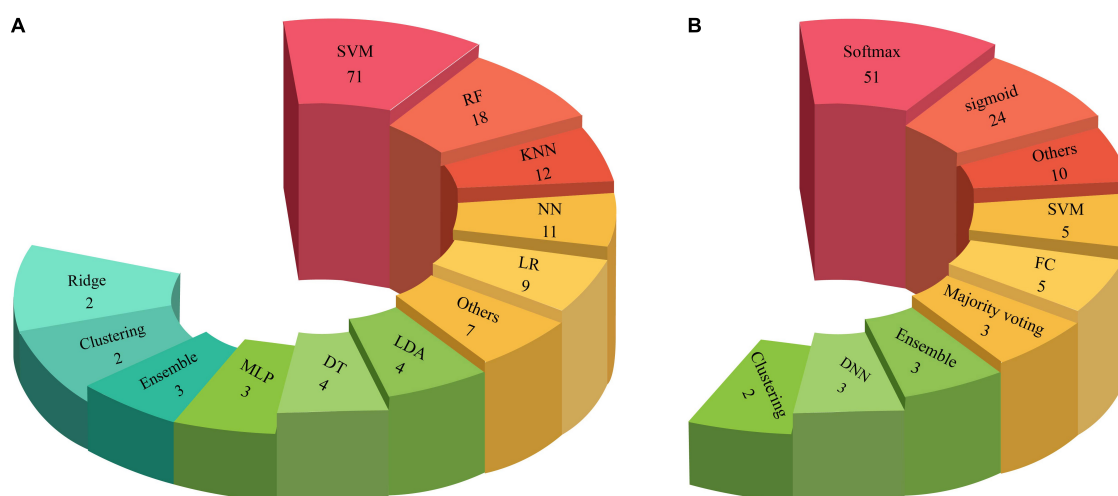 A
SVM
71
RF
18
KNN
12
NN
11
LR
9
Others
7
LDA
4
DT
4
MLP
3
Ensemble
3
Clustering
2
Ridge
2
B
Softmax
51
sigmoid
24
Others
10
SVM
5
FC
5
Majority voting
3
Ensemble
3
DNN
3
Clustering
2